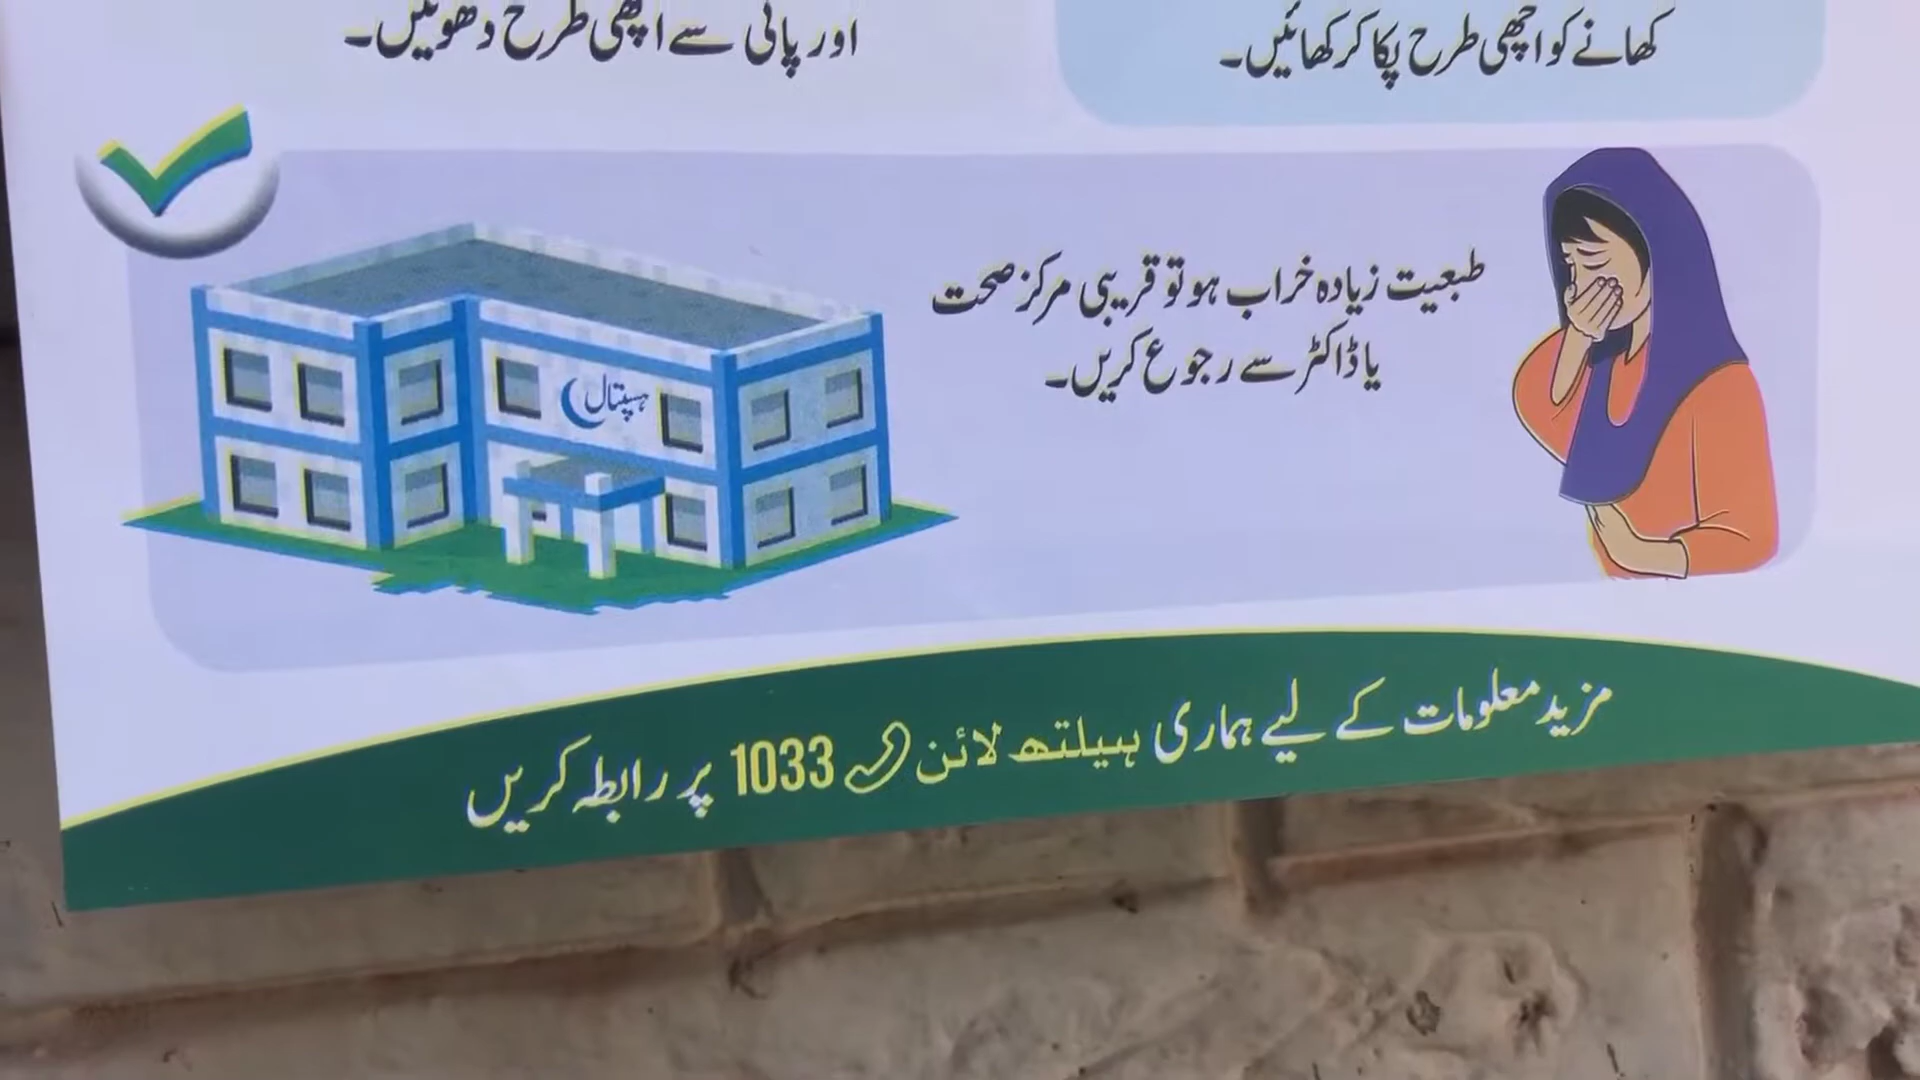 کھانے کو اچھی طرح پکا کر کھائیں۔
اور پانی سے اچھی طرح دھوئیں۔
طبعیت زیادہ خراب ہو تو قریبی مرکز صحت
یا ڈاکٹر سے رجوع کریں۔
ہسپتال
مزید معلومات کے لیے ہماری ہیلتھ لائن 1033 پر رابطہ کریں